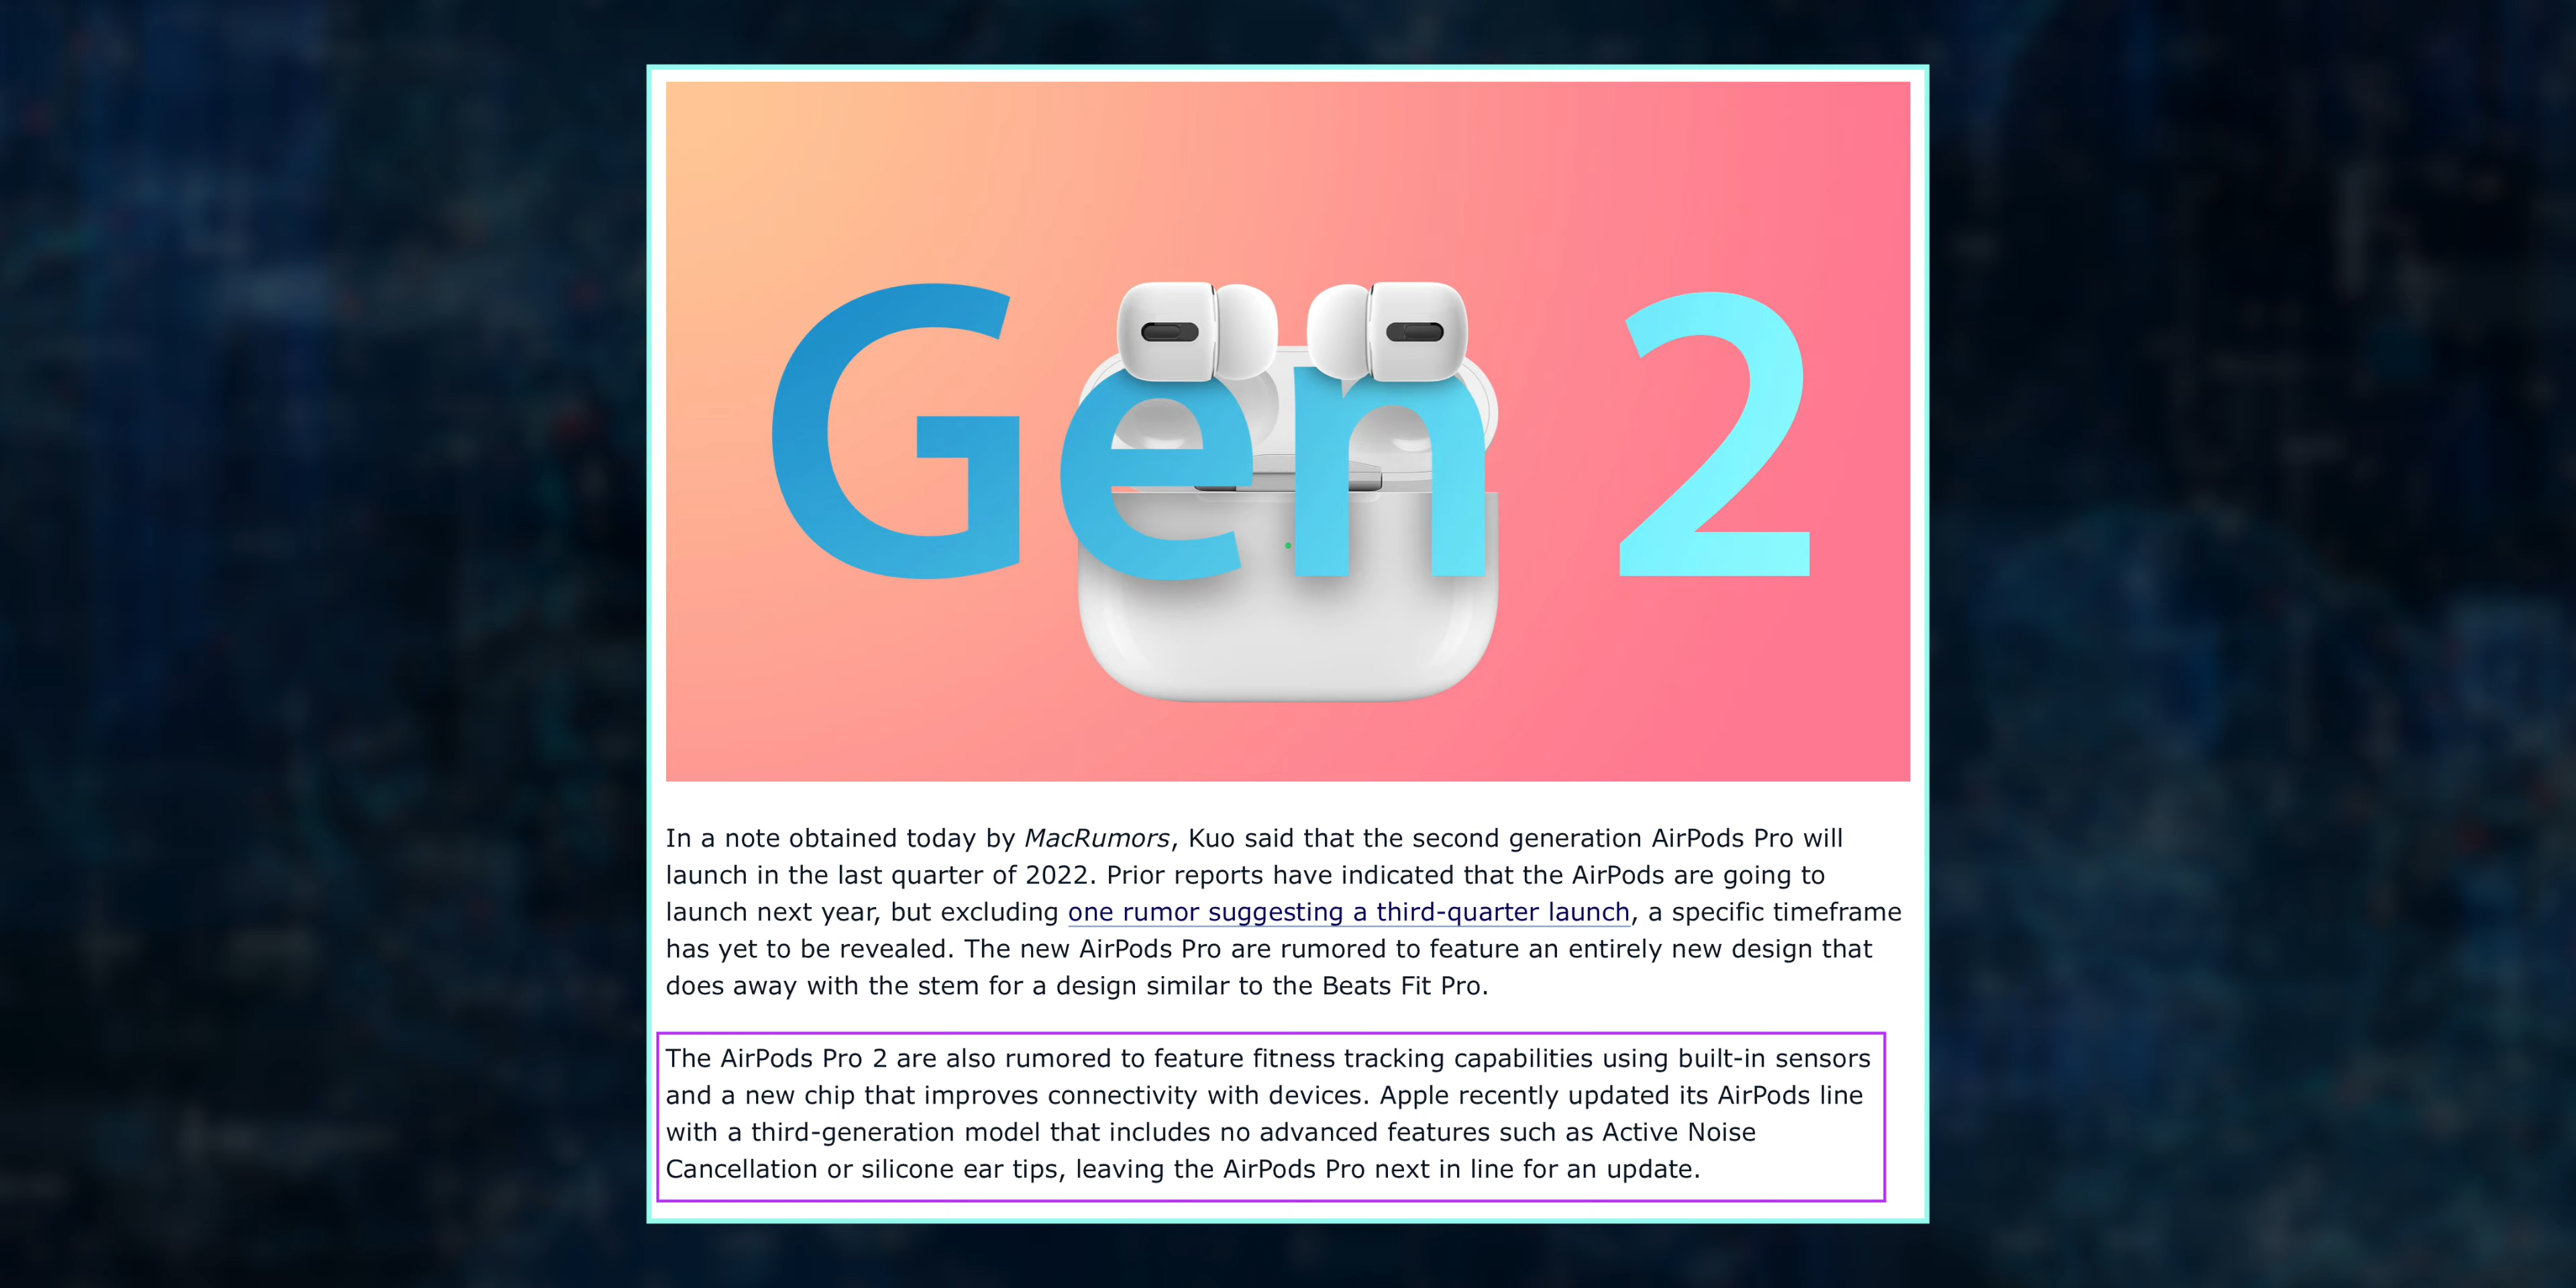 Gen 2
In a note obtained today by MacRumors, Kuo said that the second generation AirPods Pro will
launch in the last quarter of 2022. Prior reports have indicated that the AirPods are going to
launch next year, but excluding one rumor suggesting a third-quarter launch, a specific timeframe
has yet to be revealed. The new AirPods Pro are rumored to feature an entirely new design that
does away with the stem for a design similar to the Beats Fit Pro.
The AirPods Pro 2 are also rumored to feature fitness tracking capabilities using built-in sensors
and a new chip that improves connectivity with devices. Apple recently updated its AirPods line
with a third-generation model that includes no advanced features such as Active Noise
Cancellation or silicone ear tips, leaving the AirPods Pro next in line for an update.